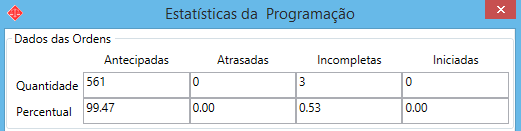 Estatísticas da Programação
Dados das Ordens
Antecipadas Atrasadas Incompletas Iniciadas
Quantidade 561 0 3 0
Percentual 99.47 0.00 0.53 0.00